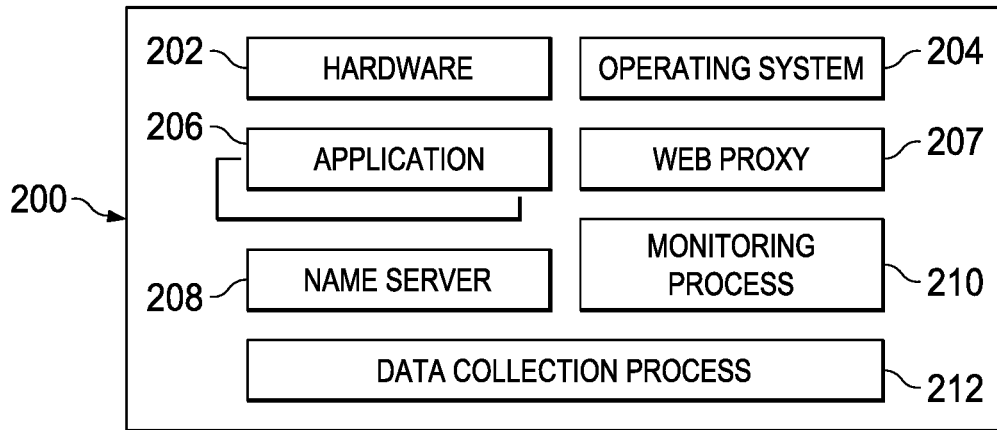 202 HARDWARE OPERATING SYSTEM 204
206 APPLICATION WEB PROXY 207
200
208 NAME SERVER MONITORING
PROCESS 210
DATA COLLECTION PROCESS 212